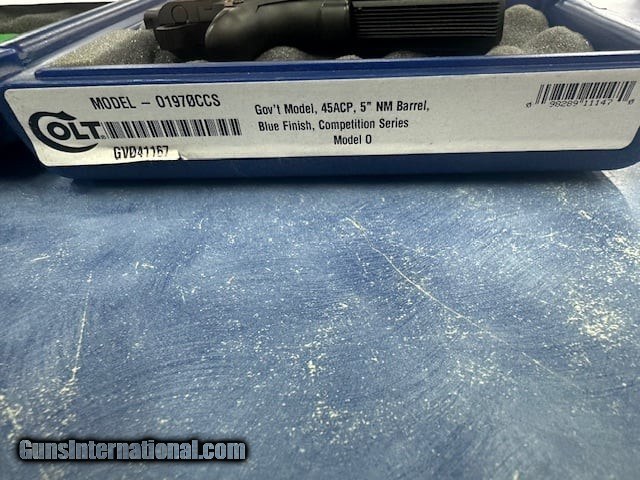 MODEL - O1970CCS
COLT
GVD41157
Gov't Model, 45ACP, 5" NM Barrel,
Blue Finish, Competition Series
Model O
0 98289 11147 0
GunsInternational.com